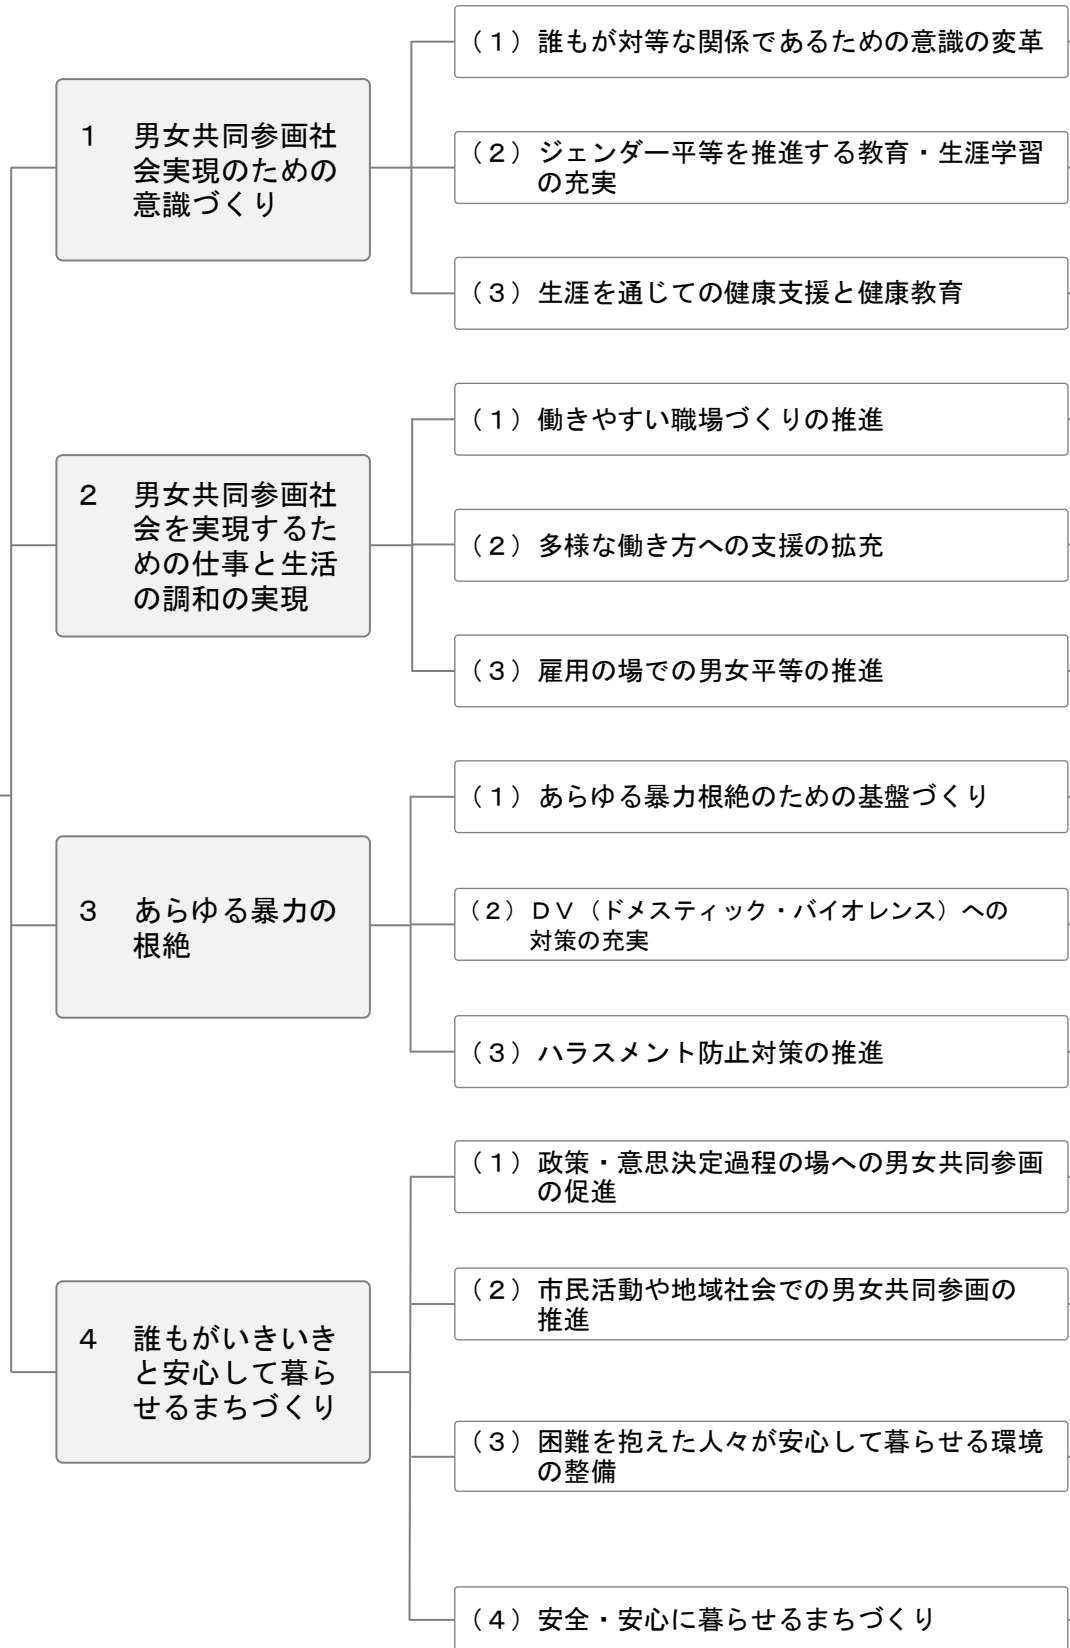 1 男女共同参画社
会実現のための
意識づくり
（１）誰もが対等な関係であるための意識の変革
（２）ジェンダー平等を推進する教育・生涯学習
の充実
（３）生涯を通じての健康支援と健康教育
2 男女共同参画社
会を実現するた
めの仕事と生活
の調和の実現
（１）働きやすい職場づくりの推進
（２）多様な働き方への支援の拡充
（３）雇用の場での男女平等の推進
3 あらゆる暴力の
根絶
（１）あらゆる暴力根絶のための基盤づくり
（２）ＤＶ（ドメスティック・バイオレンス）への
対策の充実
（３）ハラスメント防止対策の推進
4 誰もがいきいき
と安心して暮ら
せるまちづくり
（１）政策・意思決定過程の場への男女共同参画
の促進
（２）市民活動や地域社会での男女共同参画の
推進
（３）困難を抱えた人々が安心して暮らせる環境
の整備
（４）安全・安心に暮らせるまちづくり